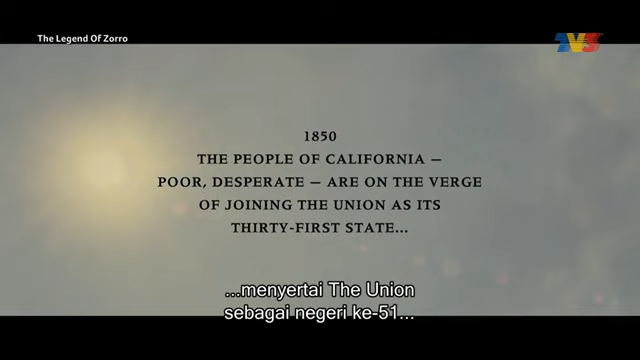 The Legend Of Zorro
TV3
1850
THE PEOPLE OF CALIFORNIA —
POOR, DESPERATE — ARE ON THE VERGE
OF JOINING THE UNION AS ITS
THIRTY-FIRST STATE...
...menyertai The Union
sebagai negeri ke-51...